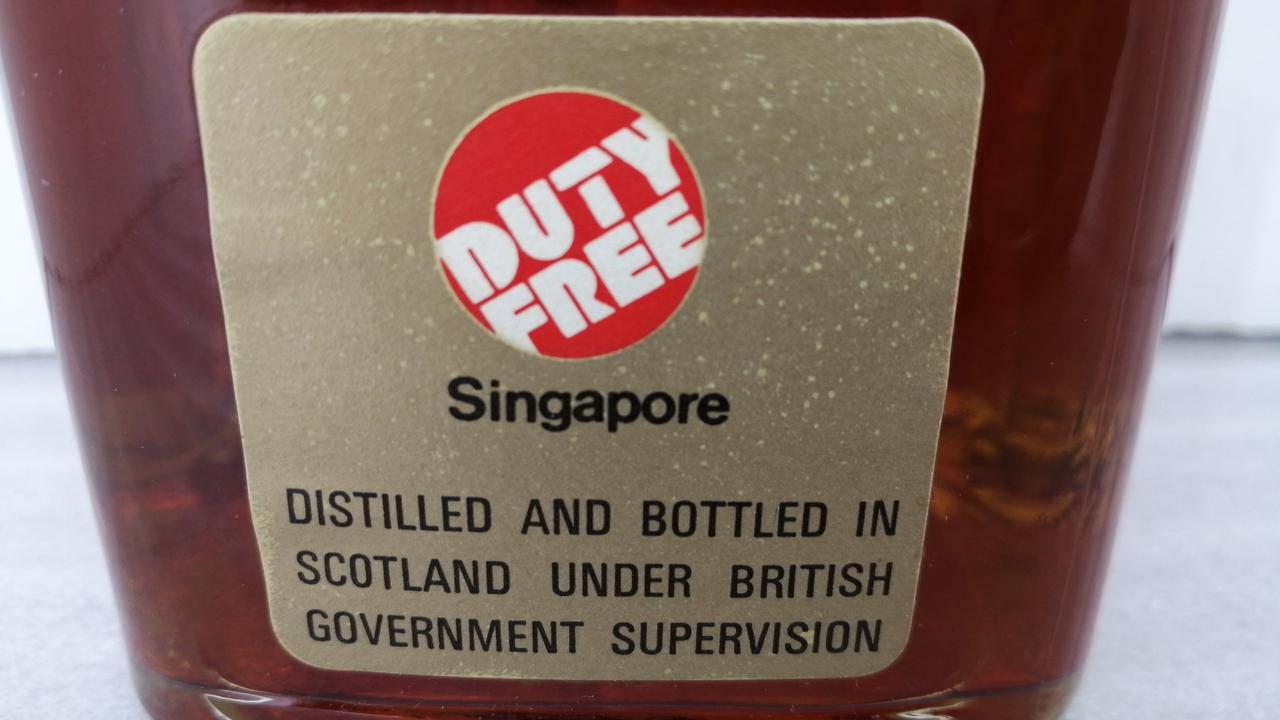 DUTY
FREE
Singapore
DISTILLED AND BOTTLED IN
SCOTLAND UNDER BRITISH
GOVERNMENT SUPERVISION